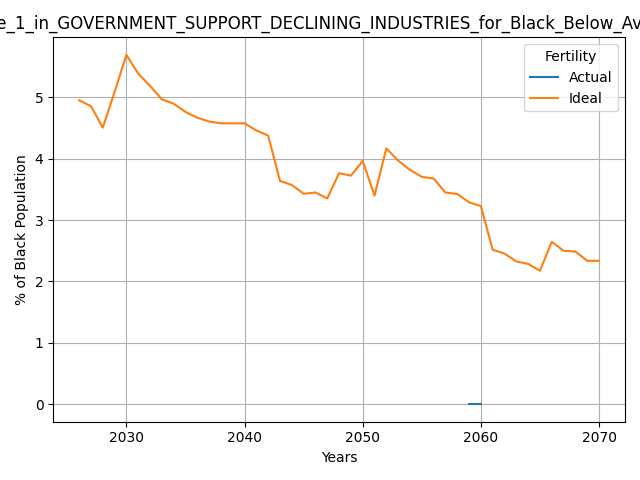 e_1_in_GOVERNMENT_SUPPORT_DECLINING_INDUSTRIES_for_Black_Below_Av
Fertility
Actual
Ideal
% of Black Population
5
4
3
2
1
0
2030 2040 2050 2060 2070
Years